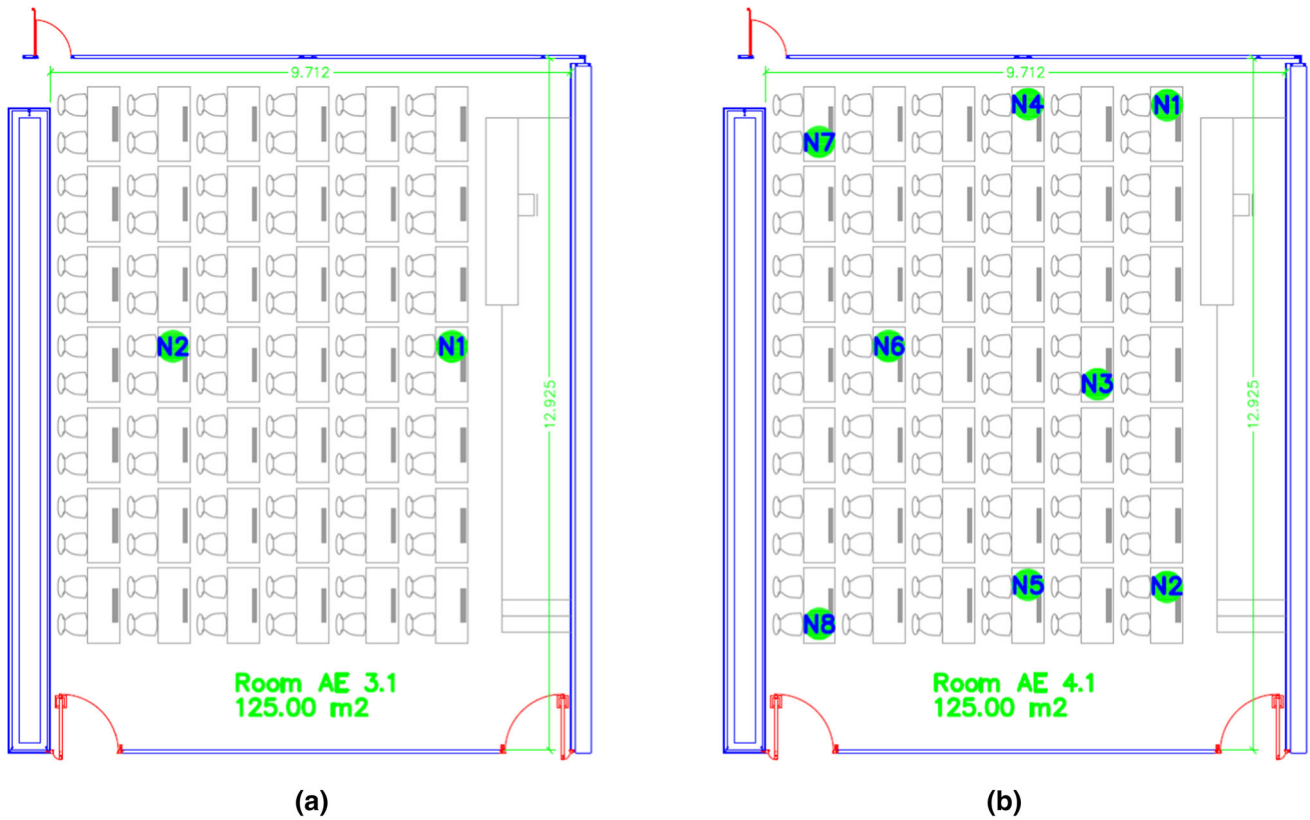 9.712
N2
N1
12.925
Room AE 3.1
125.00 m2
(a)
9.712
N4
N1
N7
N6
N3
12.925
N5
N2
N8
Room AE 4.1
125.00 m2
(b)